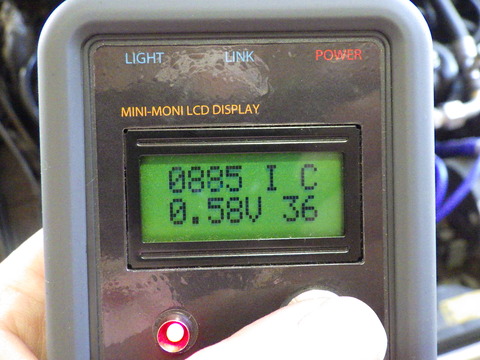 LIGHT LINK POWER
MINI-MONI LCD DISPLAY
0885 I C
0.58V 36